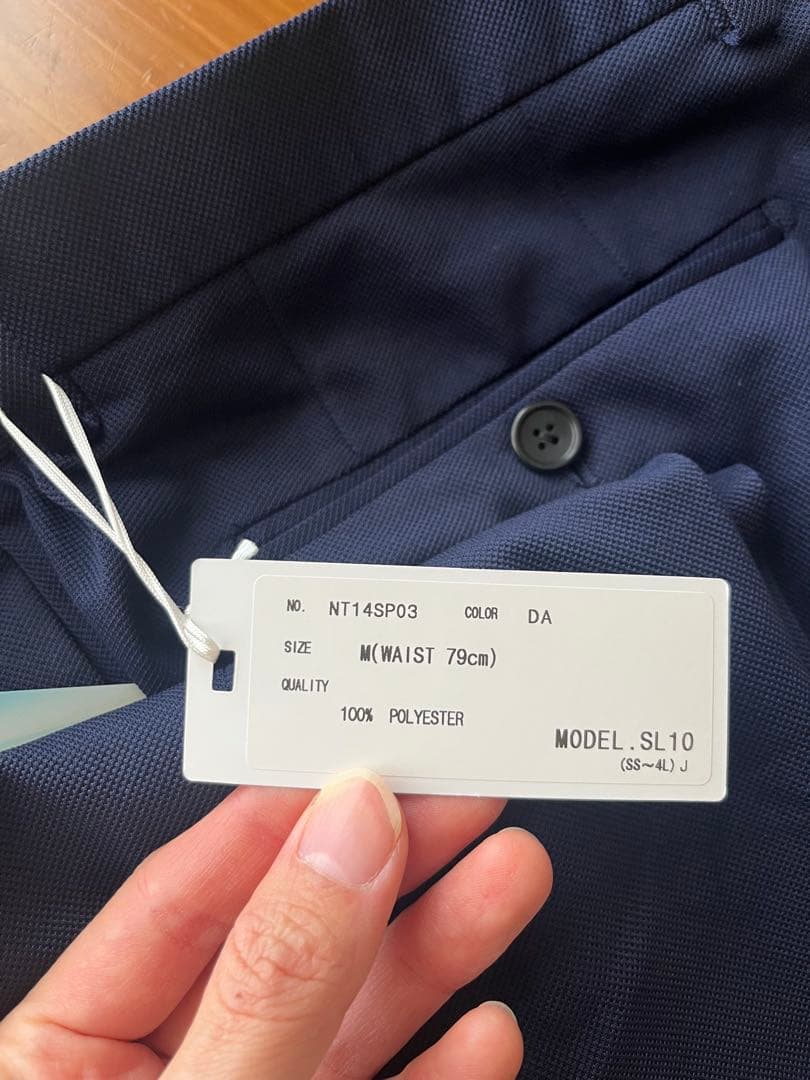 NO. NT14SP03 COLOR DA
SIZE M(WAIST 79cm)
QUALITY
100% POLYESTER
MODEL.SL10
(SS〜4L) J